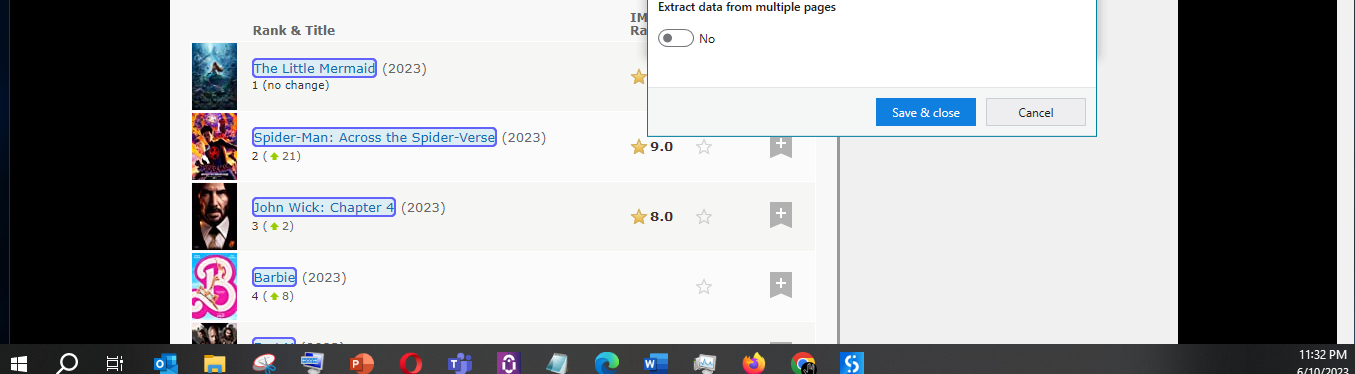 Extract data from multiple pages
No
Save & close
Cancel
Rank & Title
IM
Ra
The Little Mermaid (2023)
1 (no change)
Spider-Man: Across the Spider-Verse (2023)
2 ( 21)
9.0
John Wick: Chapter 4 (2023)
3 ( 2)
8.0
Barbie (2023)
4 ( 8)
11:32 PM
6/10/2023